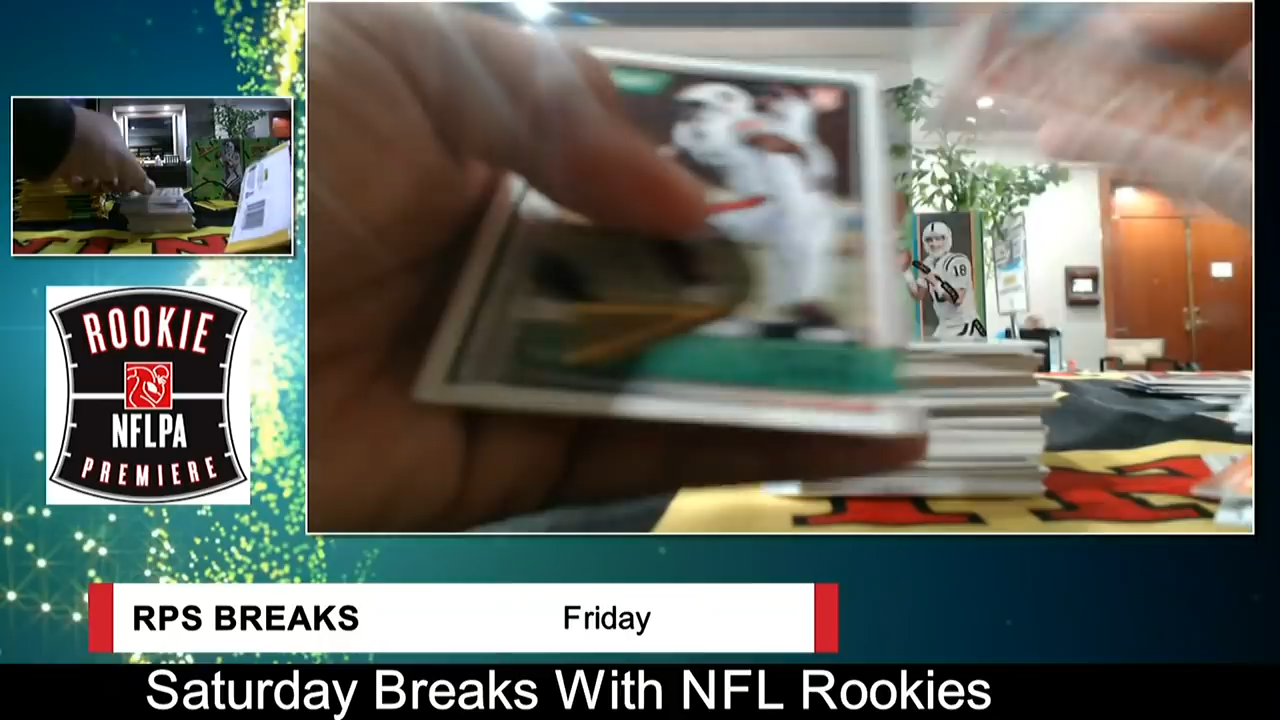 ROOKIE
NFLPA
PREMIERE
18
RPS BREAKS
Friday
Saturday Breaks With NFL Rookies